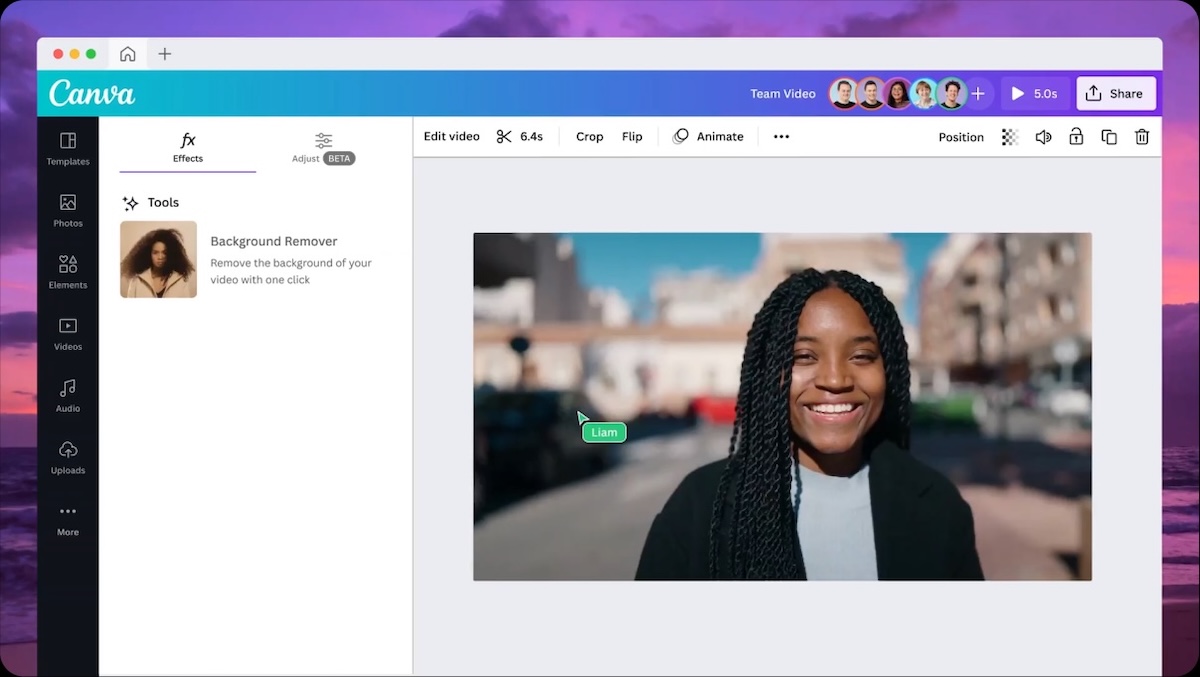 Canva
Team Video
5.0s
Share
Templates
Photos
Elements
Videos
Audio
Uploads
More
fx
Effects
Adjust BETA
Tools
Background Remover
Remove the background of your
video with one click
Edit video
6.4s
Crop
Flip
Animate
Position
Liam